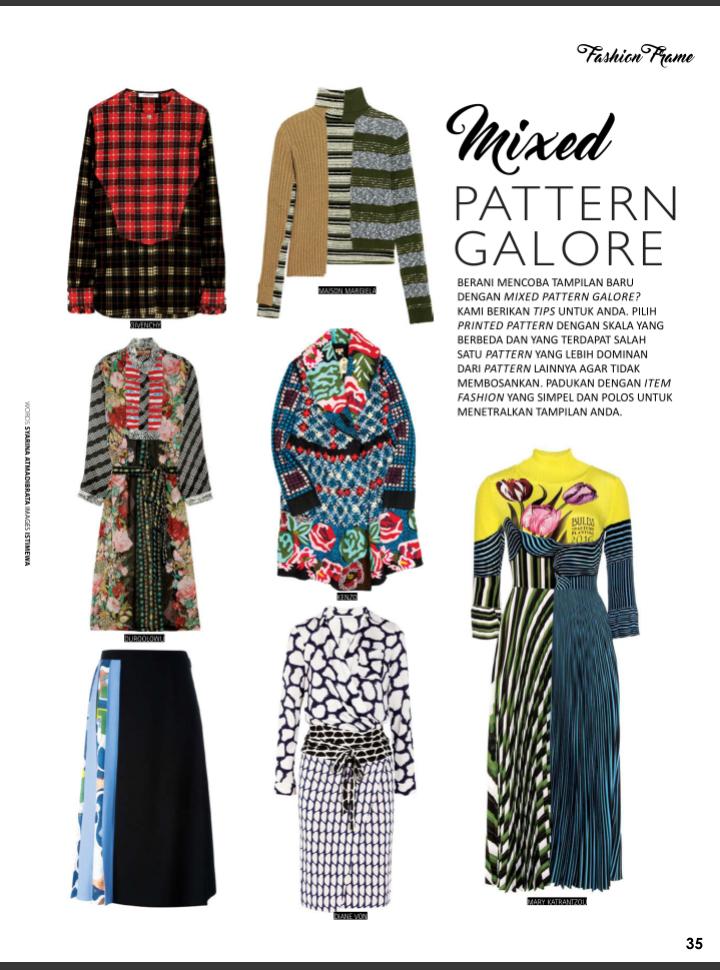 Fashion Frame
Mixed
PATTERN
GALORE
BERANI MENCOBA TAMPILAN BARU
DENGAN MIXED PATTERN GALORE?
KAMI BERIKAN TIPS UNTUK ANDA. PILIH
PRINTED PATTERN DENGAN SKALA YANG
BERBEDA DAN YANG TERDAPAT SALAH
SATU PATTERN YANG LEBIH DOMINAN
DARI PATTERN LAINNYA AGAR TIDAK
MEMBOSANKAN. PADUKAN DENGAN ITEM
FASHION YANG SIMPEL DAN POLOS UNTUK
MENETRALKAN TAMPILAN ANDA.
GIVENCHY
MAISON MARGIELA
DUROOLOWU
KENZO
DIANE VON
MARY KATRANTZOU
BULBS
2016
WORDS SYARINA ATMADIBRATA IMAGES ISTIMEWA
35